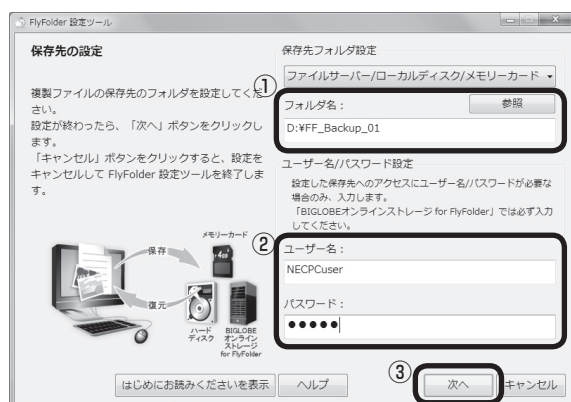 FlyFolder 設定ツール
保存先の設定
複製ファイルの保存先のフォルダを設定してくだ
さい。
設定が終わったら、「次へ」ボタンをクリックし
ます。
「キャンセル」ボタンをクリックすると、設定を
キャンセルして FlyFolder 設定ツールを終了しま
す。
保存
復元
メモリーカード
4GB
ハード
ディスク
BIGLOBE
オンライン
ストレージ
for FlyFolder
保存先フォルダ設定
ファイルサーバー/ローカルディスク/メモリーカード
①
フォルダ名：
参照
D:¥FF_Backup_01
ユーザー名/パスワード設定
設定した保存先へのアクセスにユーザー名/パスワードが必要な
場合のみ、入力します。
「BIGLOBEオンラインストレージ for FlyFolder」では必ず入力
してください。
②
ユーザー名：
NECPCuser
パスワード：
●●●●●
はじめにお読みくださいを表示
ヘルプ
③
次へ
キャンセル